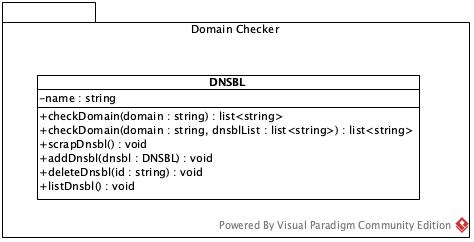 Domain Checker
DNSBL
-name : string
+checkDomain(domain : string) : list<string>
+checkDomain(domain : string, dnsblList : list<string>) : list<string>
+scrapDnsbl() : void
+addDnsbl(dnsbl : DNSBL) : void
+deleteDnsbl(id : string) : void
+listDnsbl() : void
Powered By Visual Paradigm Community Edition